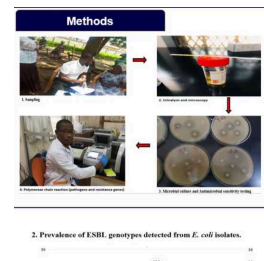 Methods
1. Sampling
2. Urinalysis and microscopy
4. Polymerase chain reaction (pathogens and resistance genes)
3. Microbial culture and Antimicrobial sensitivity testing
2. Prevalence of ESBL genotypes detected from E. coli isolates.